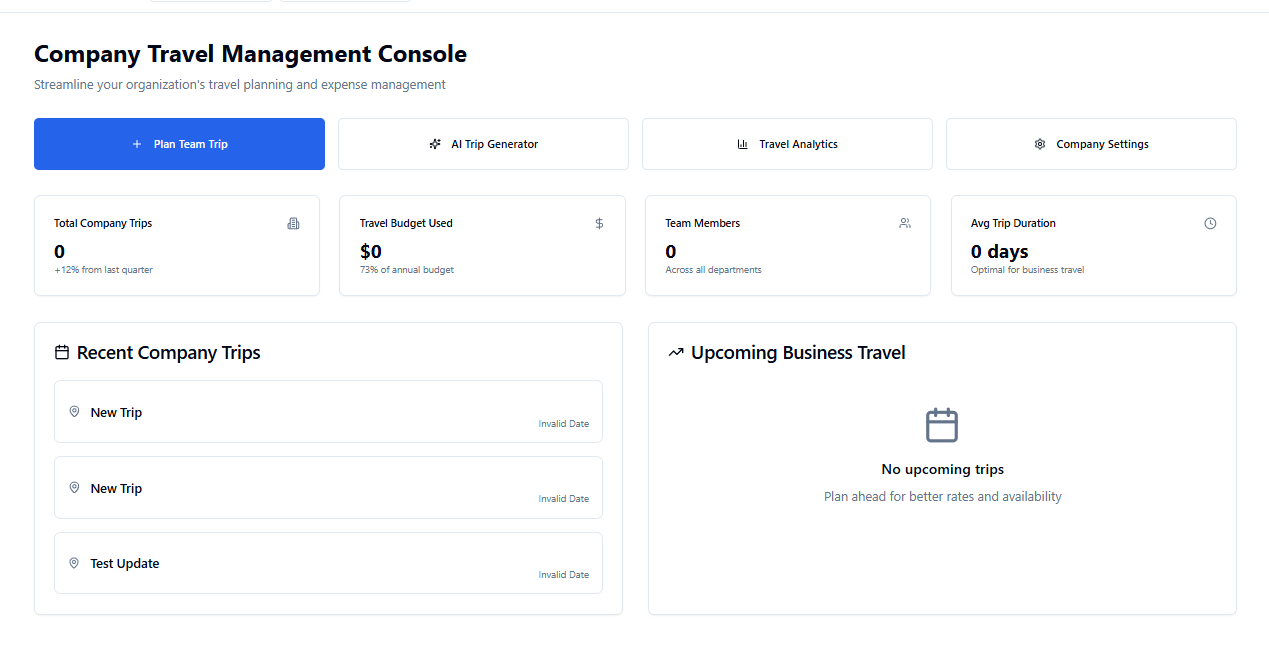 Company Travel Management Console
Streamline your organization's travel planning and expense management
Plan Team Trip
AI Trip Generator
Travel Analytics
Company Settings
Total Company Trips
0
+12% from last quarter
Travel Budget Used
$
$0
73% of annual budget
Team Members
0
Across all departments
Avg Trip Duration
0 days
Optimal for business travel
Recent Company Trips
New Trip
Invalid Date
New Trip
Invalid Date
Test Update
Invalid Date
Upcoming Business Travel
No upcoming trips
Plan ahead for better rates and availability